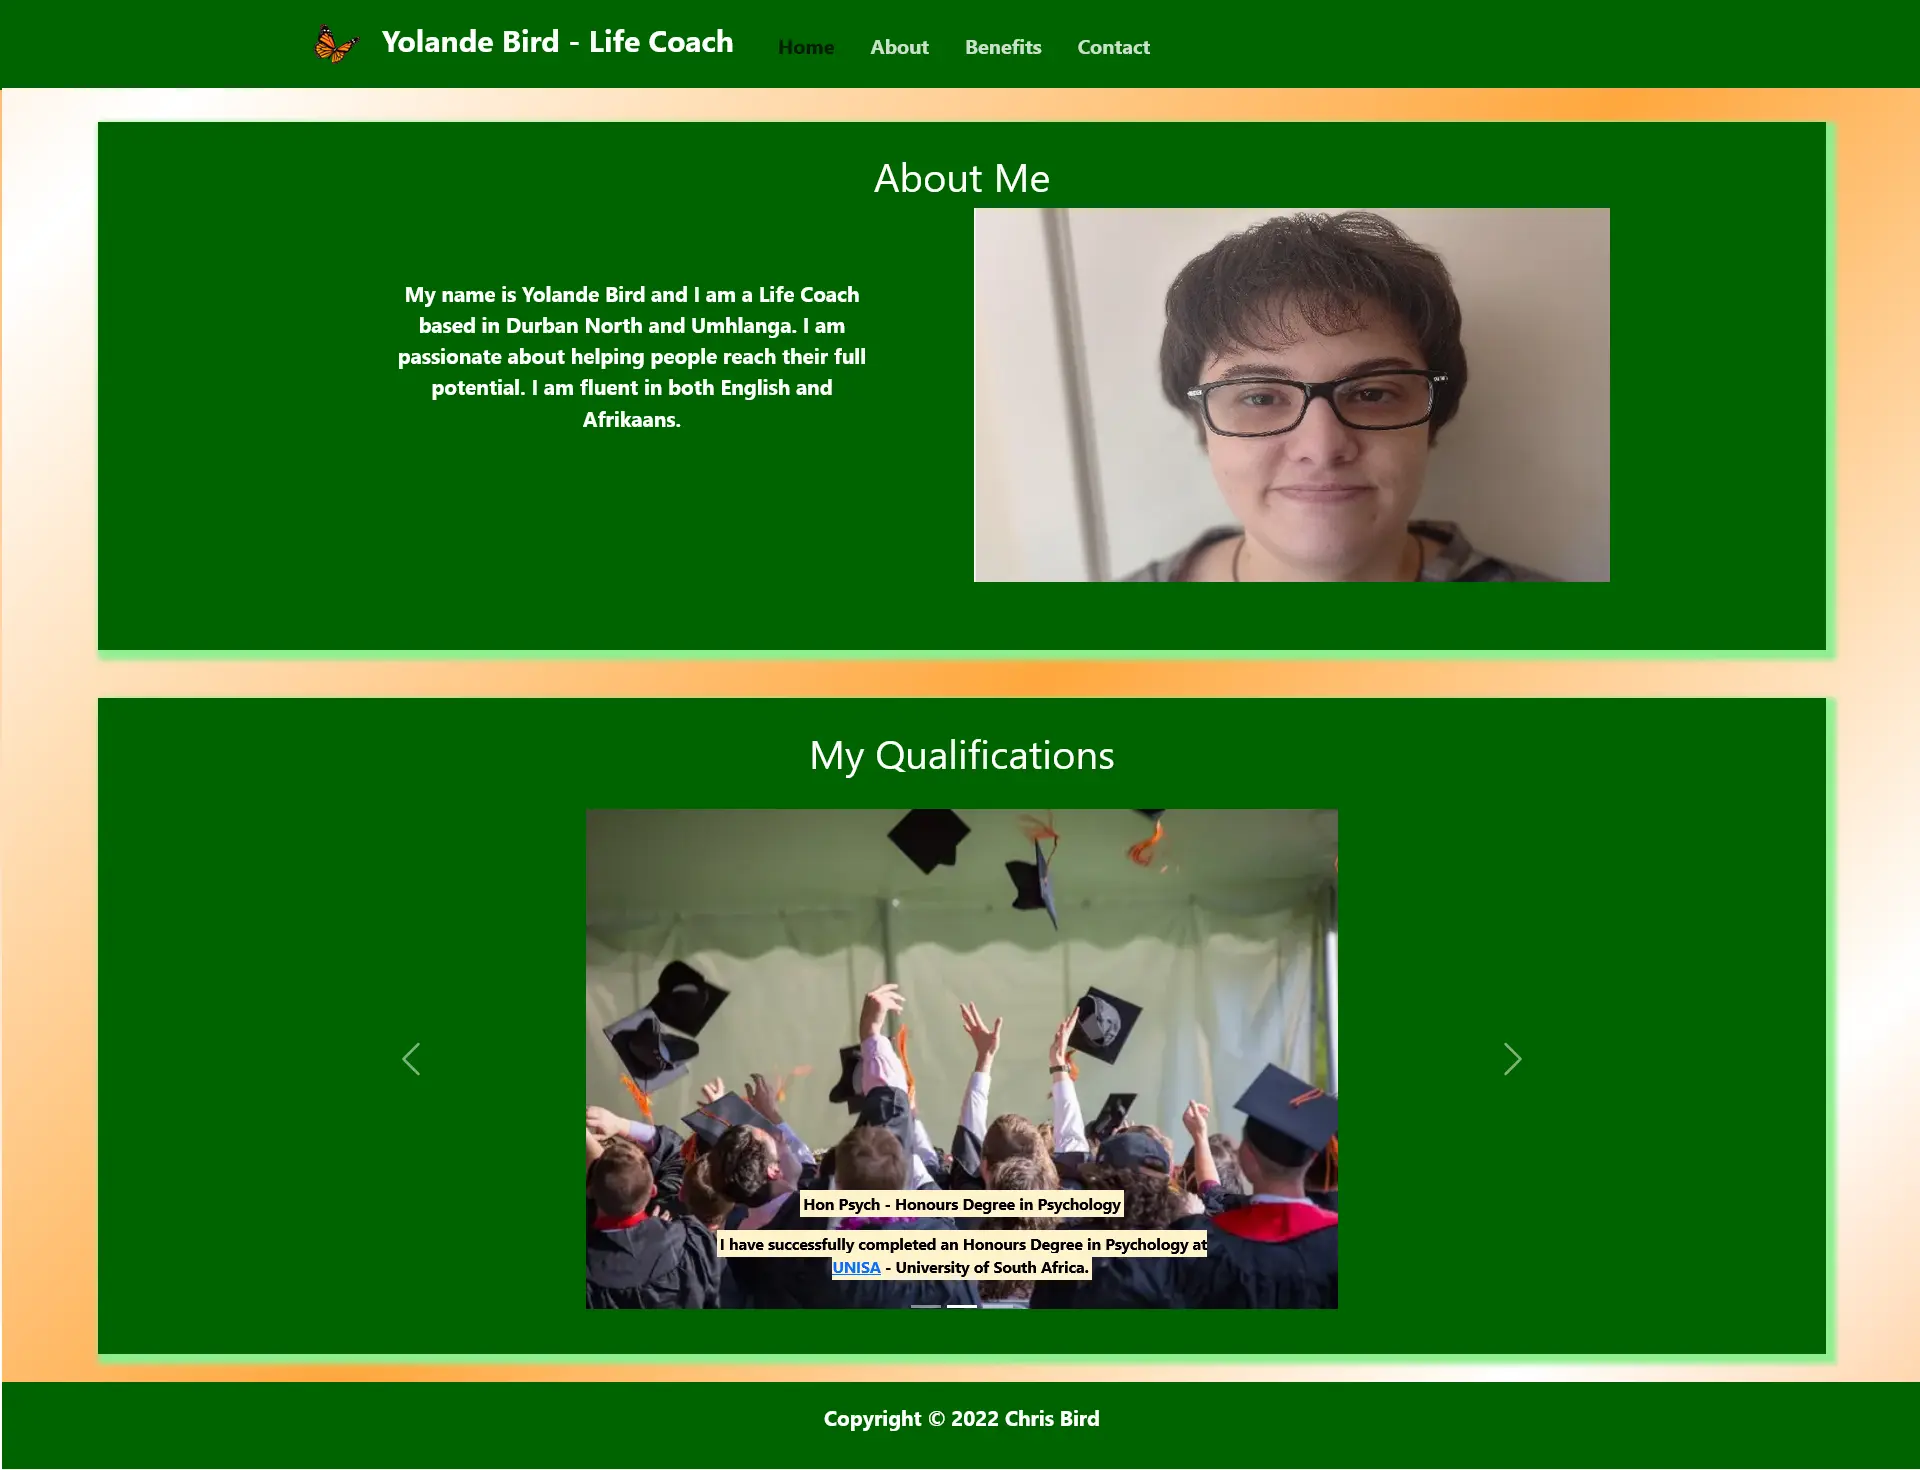 Yolande Bird - Life Coach
Home About Benefits Contact
About Me
My name is Yolande Bird and I am a Life Coach
based in Durban North and Umhlanga. I am
passionate about helping people reach their full
potential. I am fluent in both English and
Afrikaans.
My Qualifications
Hon Psych - Honours Degree in Psychology
I have successfully completed an Honours Degree in Psychology at
UNISA - University of South Africa.
Copyright © 2022 Chris Bird